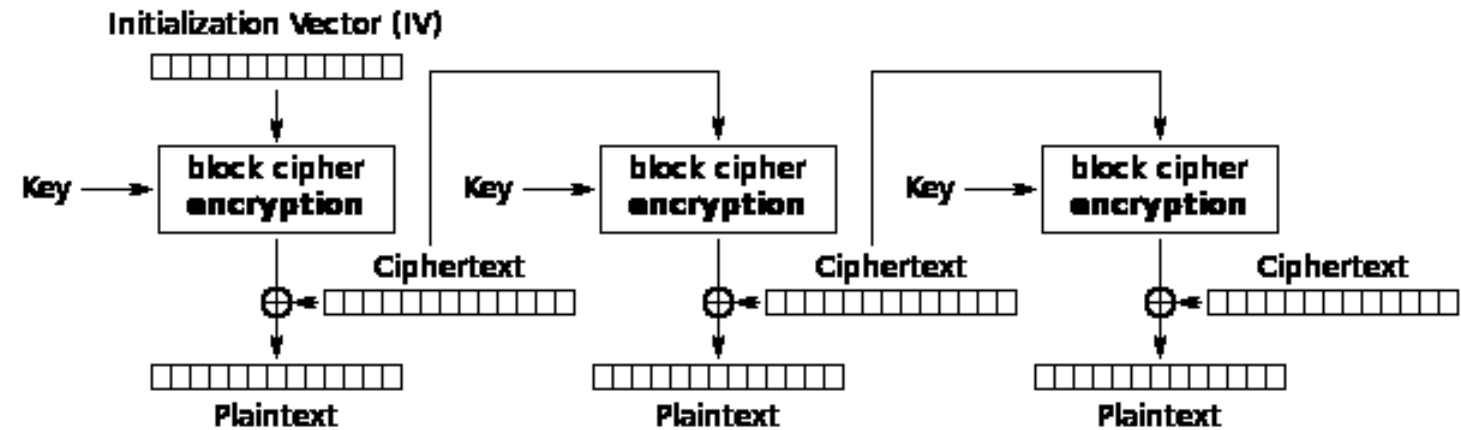 Initialization Vector (IV)
Key
block cipher
encryption
Ciphertext
Plaintext
Key
block cipher
encryption
Ciphertext
Plaintext
Key
block cipher
encryption
Ciphertext
Plaintext